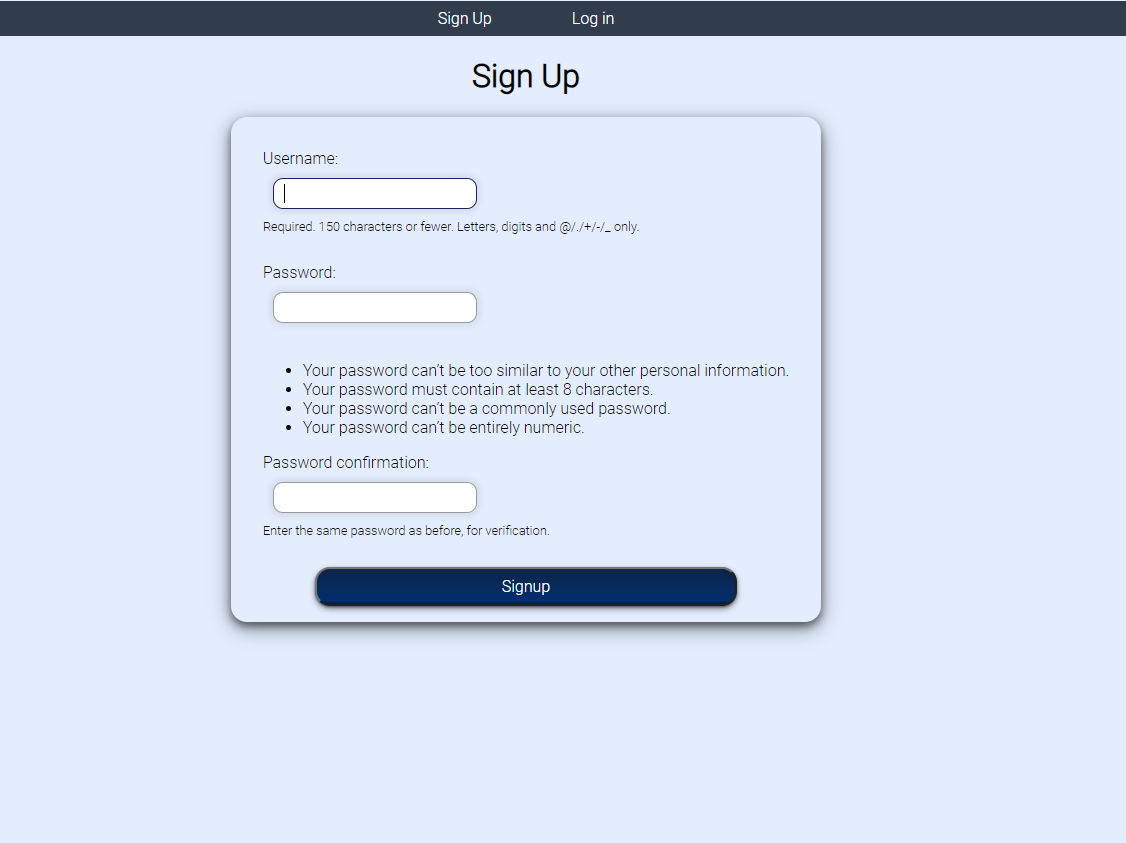 Sign Up Log in
Sign Up
Username:
Required. 150 characters or fewer. Letters, digits and @/./+/-/_ only.
Password:
Your password can’t be too similar to your other personal information.
Your password must contain at least 8 characters.
Your password can’t be a commonly used password.
Your password can’t be entirely numeric.
Password confirmation:
Enter the same password as before, for verification.
Signup